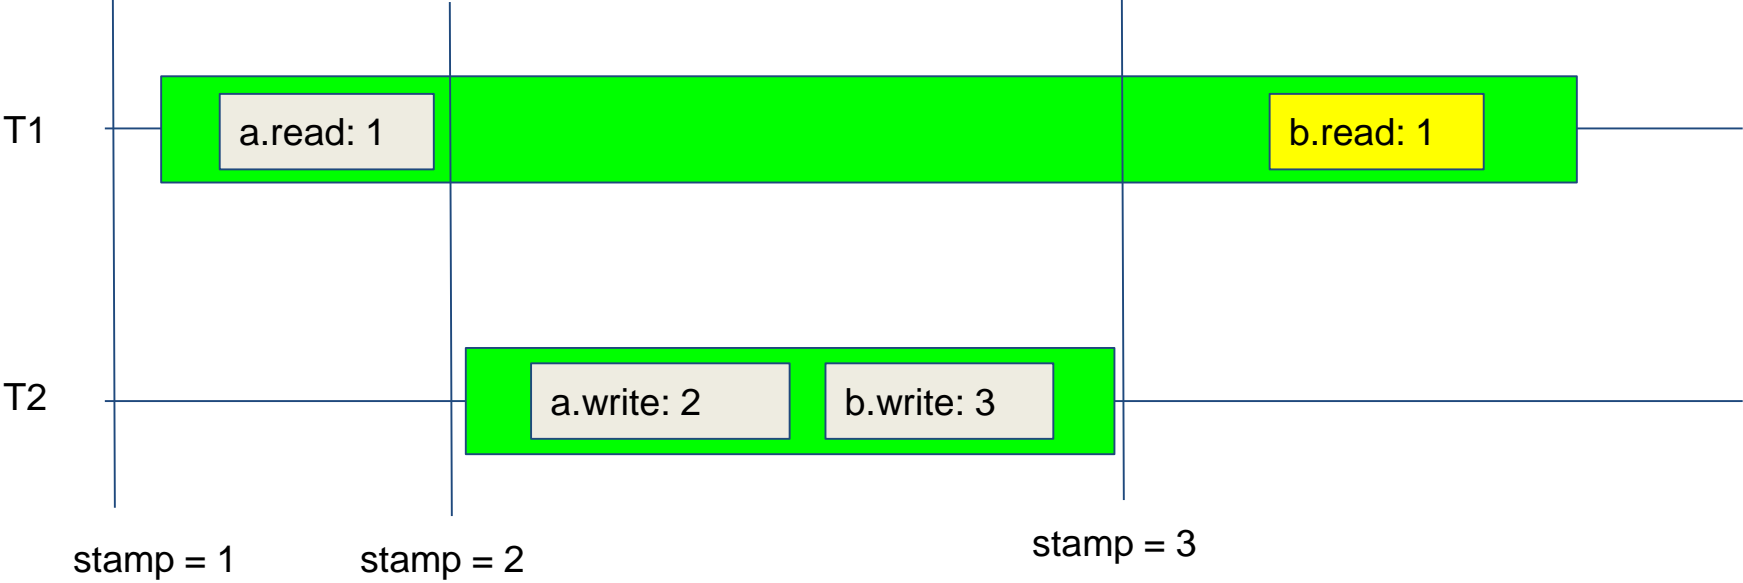 T1
a.read: 1
b.read: 1
T2
a.write: 2
b.write: 3
stamp = 1
stamp = 2
stamp = 3